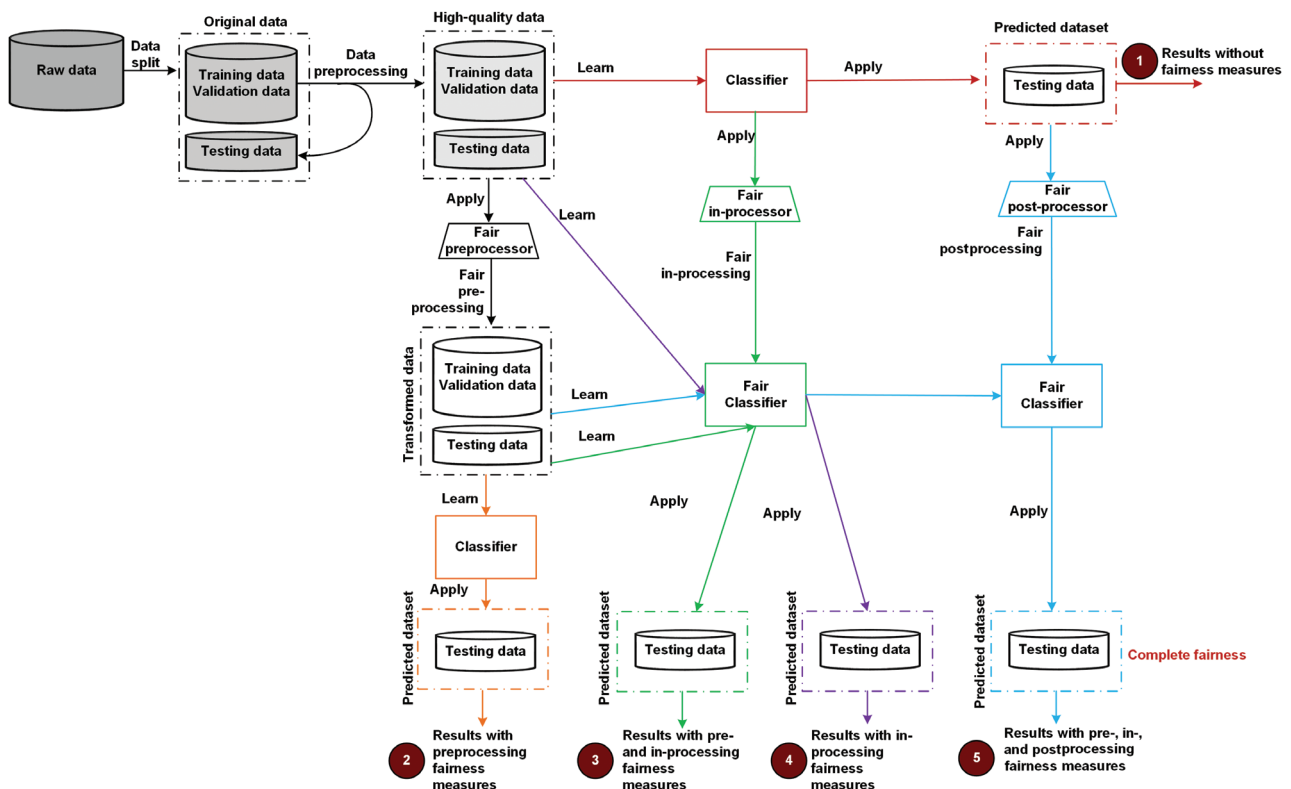 Original data
High-quality data
Predicted dataset
Raw data
Data
split
Training data
Validation data
Testing data
Data
preprocessing
Training data
Validation data
Testing data
Learn
Classifier
Apply
Testing data
1
Results without
fairness measures
Apply
Fair
preprocessor
Fair
pre-
processing
Learn
Apply
Fair
in-processor
Fair
in-processing
Apply
Fair
post-processor
Fair
postprocessing
Transformed data
Training data
Validation data
Testing data
Learn
Learn
Fair
Classifier
Fair
Classifier
Learn
Classifier
Apply
Apply
Apply
Apply
Predicted dataset
Testing data
Predicted dataset
Testing data
Predicted dataset
Testing data
Predicted dataset
Testing data
Complete fairness
2
Results with
preprocessing
fairness
measures
3
Results with pre-
and in-processing
fairness
measures
4
Results with in-
processing
fairness
measures
5
Results with pre-, in-,
and postprocessing
fairness measures